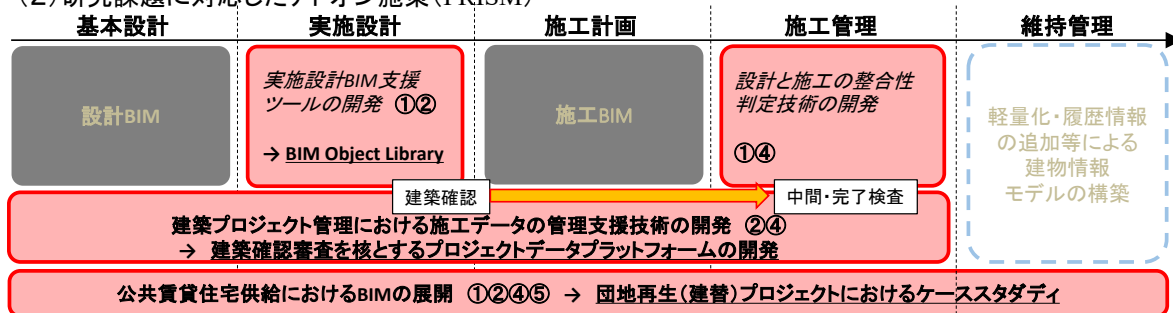 (2)研究課題に対応したアドオン施策(PRISM)
基本設計
実施設計
施工計画
施工管理
維持管理
設計BIM
実施設計BIM支援
ツールの開発 ①②
→ BIM Object Library
施工BIM
設計と施工の整合性
判定技術の開発
①④
軽量化・履歴情報
の追加等による
建物情報
モデルの構築
建築確認
中間・完了検査
建築プロジェクト管理における施工データの管理支援技術の開発 ②④
→ 建築確認審査を核とするプロジェクトデータプラットフォームの開発
公共賃貸住宅供給におけるBIMの展開 ①②④⑤ → 団地再生(建替)プロジェクトにおけるケーススタダディ